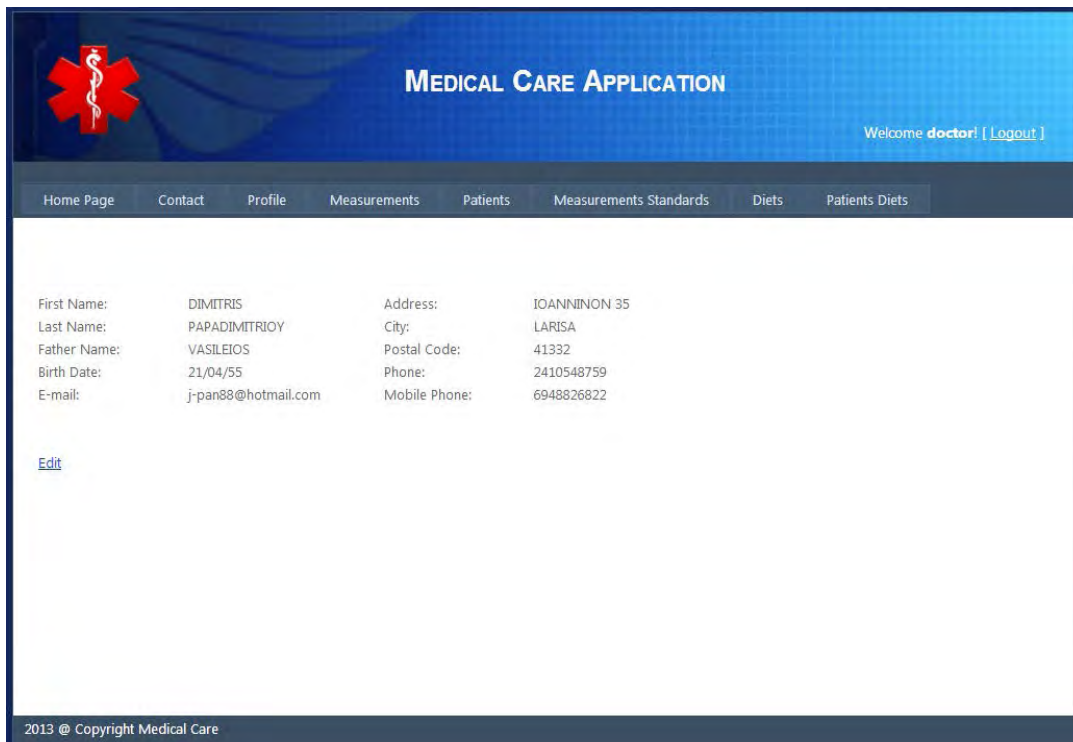 MEDICAL CARE APPLICATION
Welcome doctor! [ Logout ]
Home Page Contact Profile Measurements Patients Measurements Standards Diets Patients Diets
First Name: DIMITRIS Address: IOANNINON 35
Last Name: PAPADIMITRIOY City: LARISA
Father Name: VASILEIOS Postal Code: 41332
Birth Date: 21/04/55 Phone: 2410548759
E-mail: j-pan88@hotmail.com Mobile Phone: 6948826822
Edit
2013 @ Copyright Medical Care